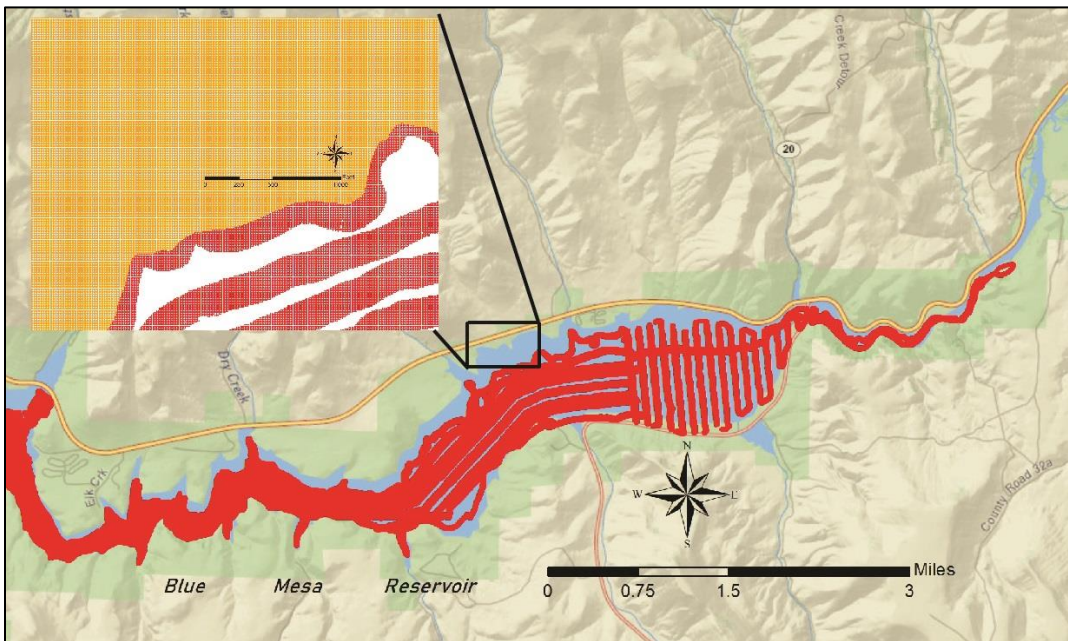 Creek Detour
20
Dry Creek
Elk Crk
County Road 32a
N
W E
S
Blue Mesa Reservoir
Miles
0 0.75 1.5 3